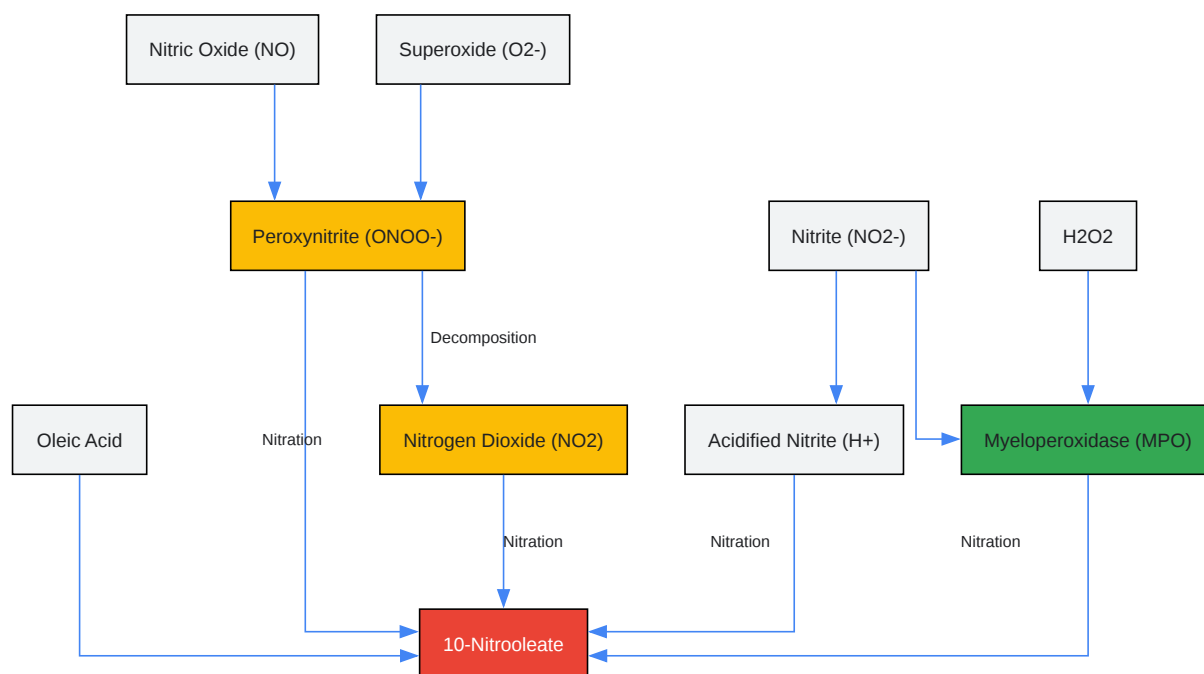 Nitric Oxide (NO)
Superoxide (O2-)
Peroxynitrite (ONOO-)
Nitrite (NO2-)
H2O2
Decomposition
Oleic Acid
Nitration
Nitrogen Dioxide (NO2)
Acidified Nitrite (H+)
Myeloperoxidase (MPO)
Nitration
Nitration
Nitration
10-Nitrooleate